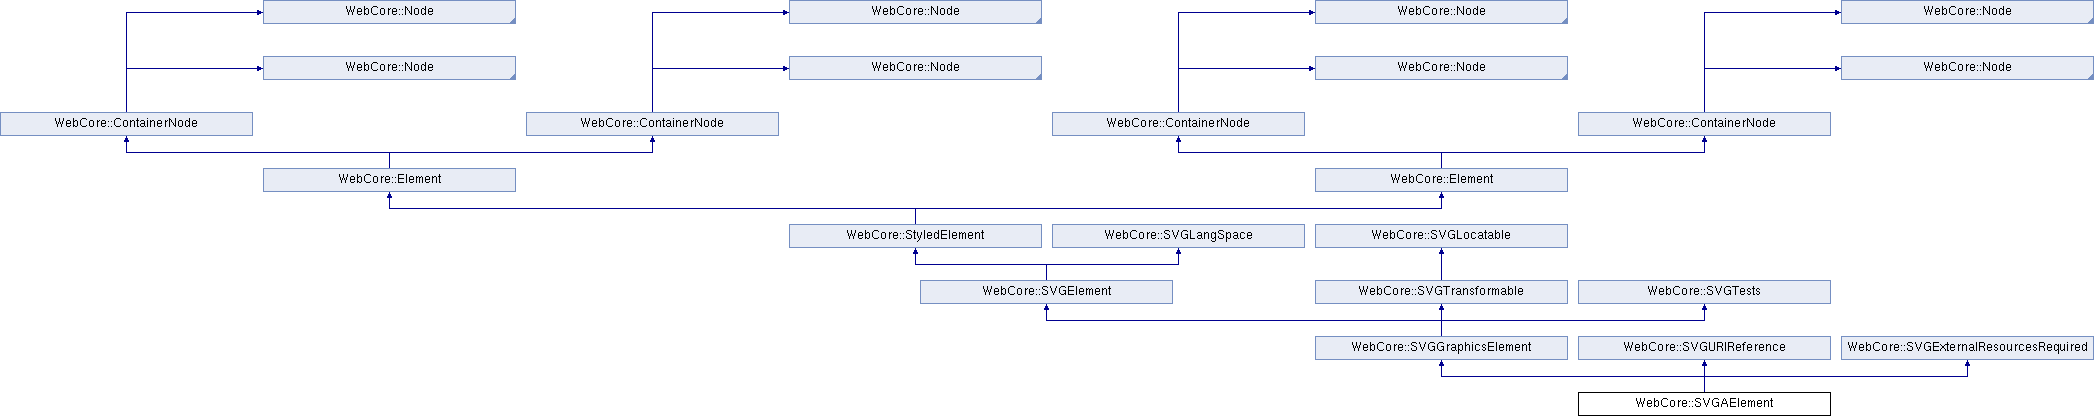 WebCore::Node
WebCore::Node
WebCore::Node
WebCore::Node
WebCore::Node
WebCore::Node
WebCore::Node
WebCore::Node
WebCore::ContainerNode
WebCore::ContainerNode
WebCore::ContainerNode
WebCore::ContainerNode
WebCore::Element
WebCore::Element
WebCore::StyledElement
WebCore::SVGLangSpace
WebCore::SVGLocatable
WebCore::SVGElement
WebCore::SVGTransformable
WebCore::SVGTests
WebCore::SVGGraphicsElement
WebCore::SVGURIReference
WebCore::SVGExternalResourcesRequired
WebCore::SVGAElement